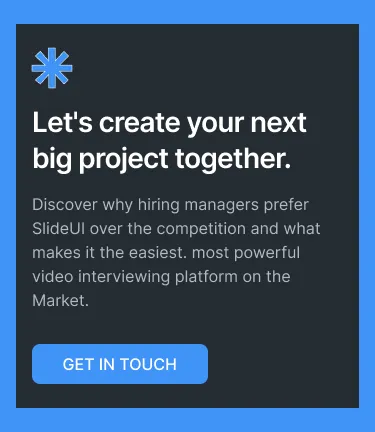 Let's create your next
big project together.
Discover why hiring managers prefer
SlideUI over the competition and what
makes it the easiest. most powerful
video interviewing platform on the
Market.
GET IN TOUCH